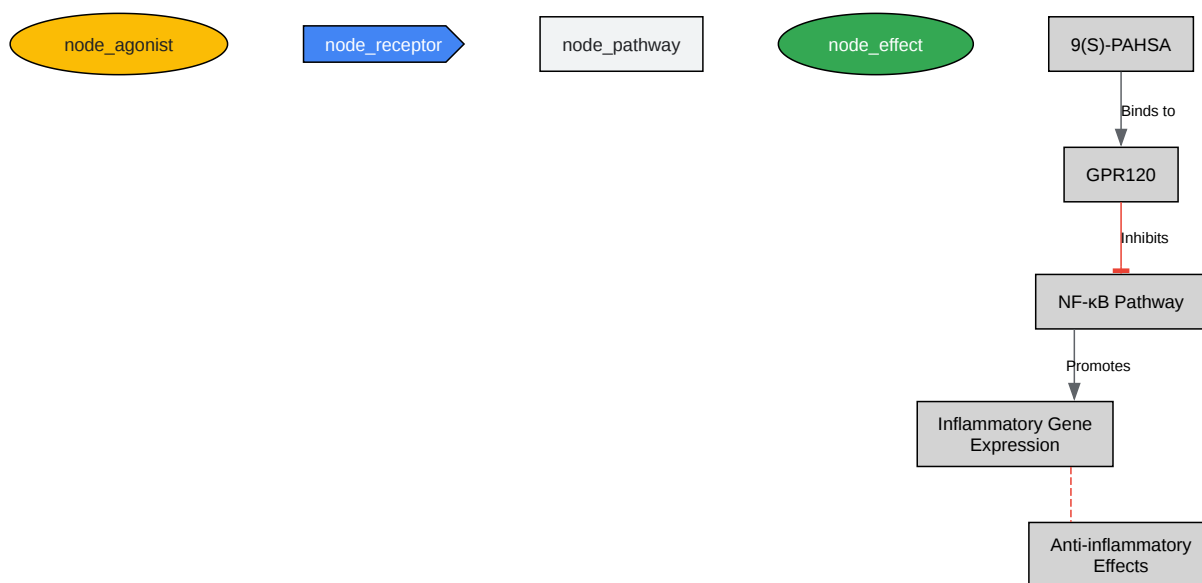 node_agonist
node_receptor
node_pathway
node_effect
9(S)-PAHSA
Binds to
GPR120
Inhibits
NF-κB Pathway
Promotes
Inflammatory Gene
Expression
Anti-inflammatory
Effects